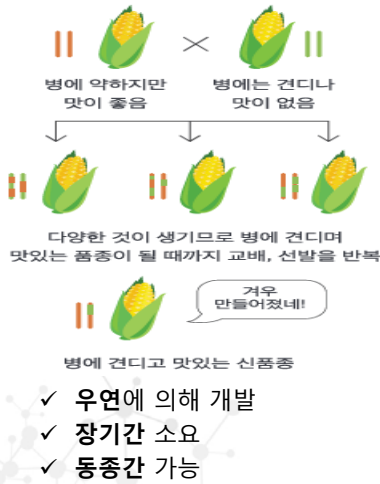 병에 약하지만
맛이 좋음
병에는 견디나
맛이 없음
다양한 것이 생기므로 병에 견디며
맛있는 품종이 될 때까지 교배, 선발을 반복
겨우
만들어졌네!
병에 견디고 맛있는 신품종
✓ 우연에 의해 개발
✓ 장기간 소요
✓ 동종간 가능